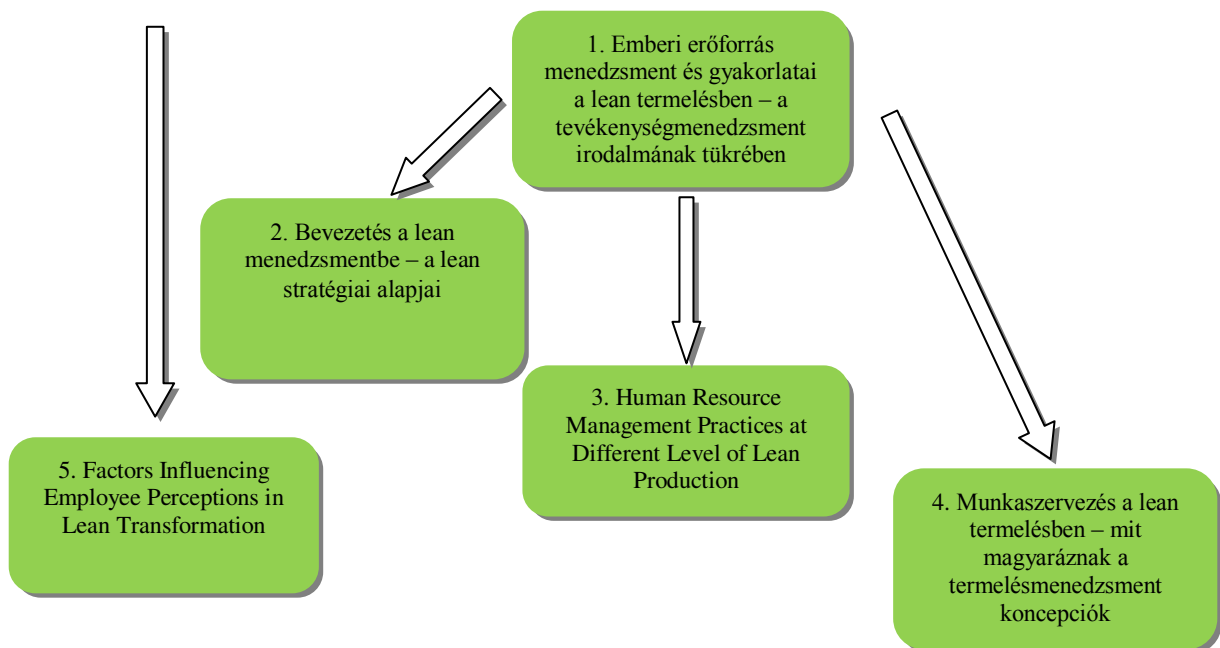 1. Emberi erőforrás
menedzsment és gyakorlatai
a lean termelésben – a
tevékenységmenedzsment
irodalmának tükrében
2. Bevezetés a lean
menedzsmentbe – a lean
stratégiai alapjai
3. Human Resource
Management Practices at
Different Level of Lean
Production
4. Munkaszervezés a lean
termelésben – mit
magyaráznak a
termelésmenedzsment
koncepciók
5. Factors Influencing
Employee Perceptions in
Lean Transformation